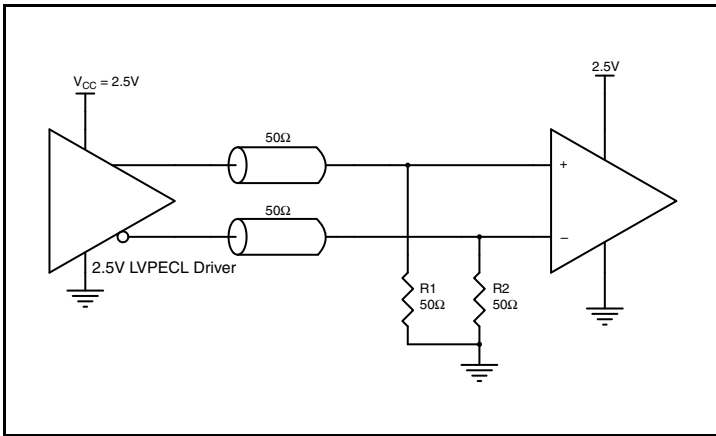 V_CC = 2.5V
2.5V
50Ω
+
50Ω
−
2.5V LVPECL Driver
R1
50Ω
R2
50Ω